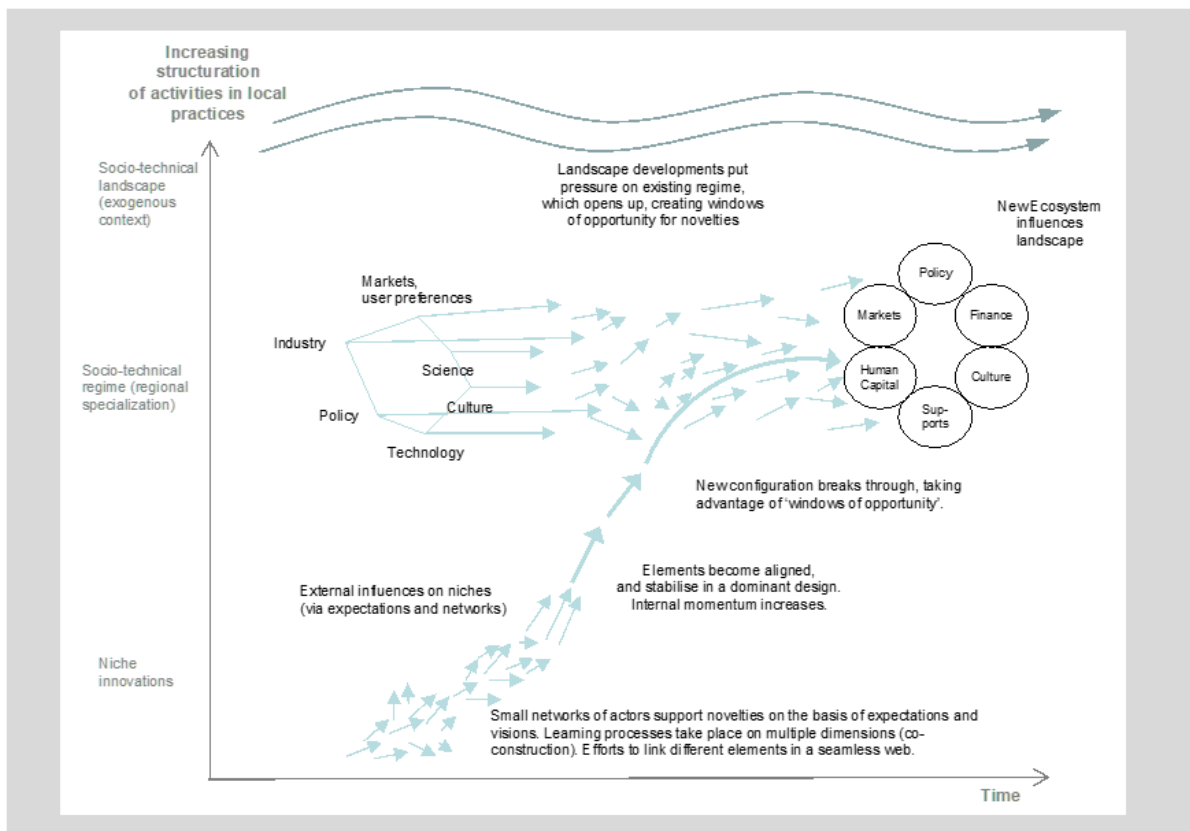 Increasing
structuration
of activities in local
practices
Socio-technical
landscape
(exogenous
context)
Landscape developments put
pressure on existing regime,
which opens up, creating windows
of opportunity for novelties
New Ecosystem
influences
landscape
Markets,
user preferences
Industry
Science
Culture
Policy
Technology
Socio-technical
regime (regional
specialization)
Policy
Markets
Finance
Human
Capital
Culture
Sup-
ports
New configuration breaks through, taking
advantage of ‘windows of opportunity’.
Elements become aligned,
and stabilise in a dominant design.
Internal momentum increases.
External influences on niches
(via expectations and networks)
Niche
innovations
Small networks of actors support novelties on the basis of expectations and
visions. Learning processes take place on multiple dimensions (co-
construction). Efforts to link different elements in a seamless web.
Time